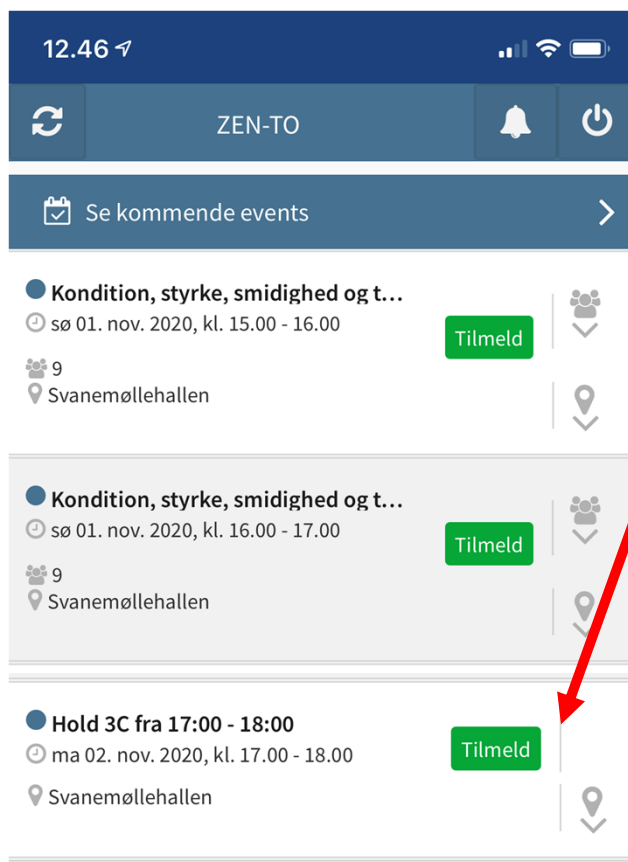 12.46
ZEN-TO
Se kommende events
Kondition, styrke, smidighed og t...
sø 01. nov. 2020, kl. 15.00 - 16.00
Tilmeld
9
Svanemøllehallen
Kondition, styrke, smidighed og t...
sø 01. nov. 2020, kl. 16.00 - 17.00
Tilmeld
9
Svanemøllehallen
Hold 3C fra 17:00 - 18:00
ma 02. nov. 2020, kl. 17.00 - 18.00
Tilmeld
Svanemøllehallen